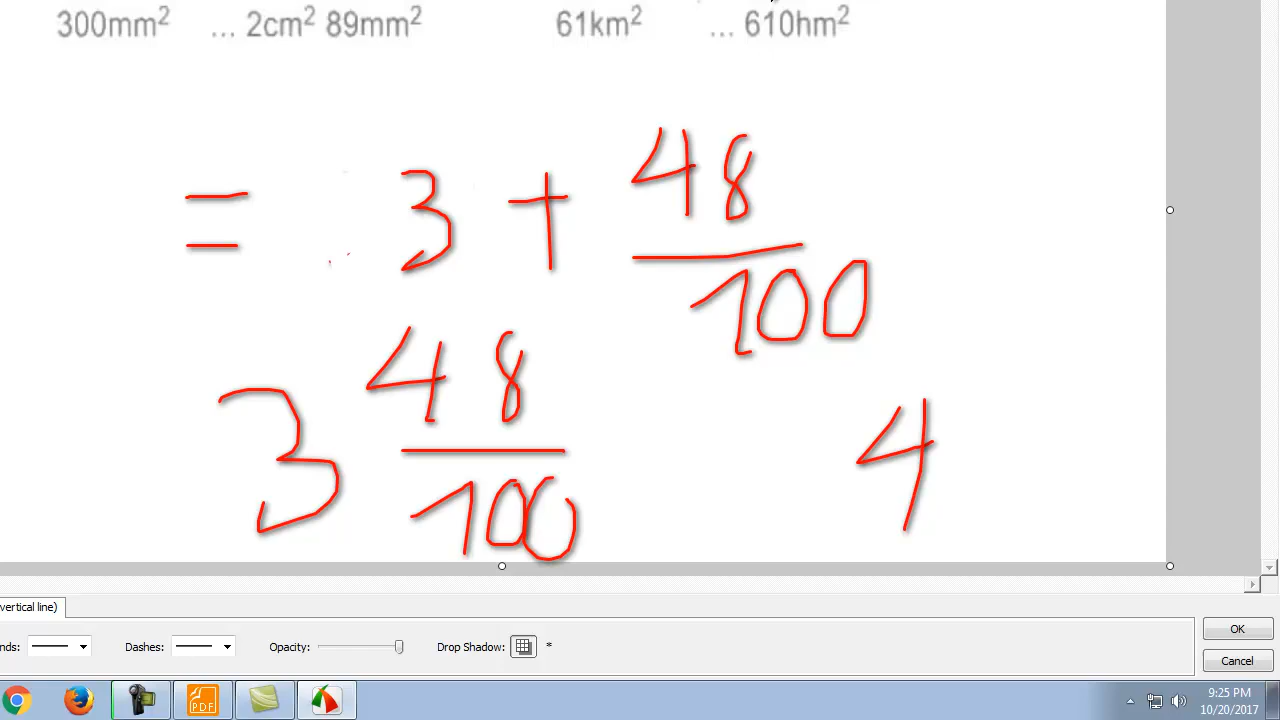 300mm² ... 2cm² 89mm² 61km² ... 610hm²
= 3 + 48/100
3 48/100 4
vertical line)
nds: Dashes: Opacity: Drop Shadow: *
OK
Cancel
PDF
9:25 PM
10/20/2017